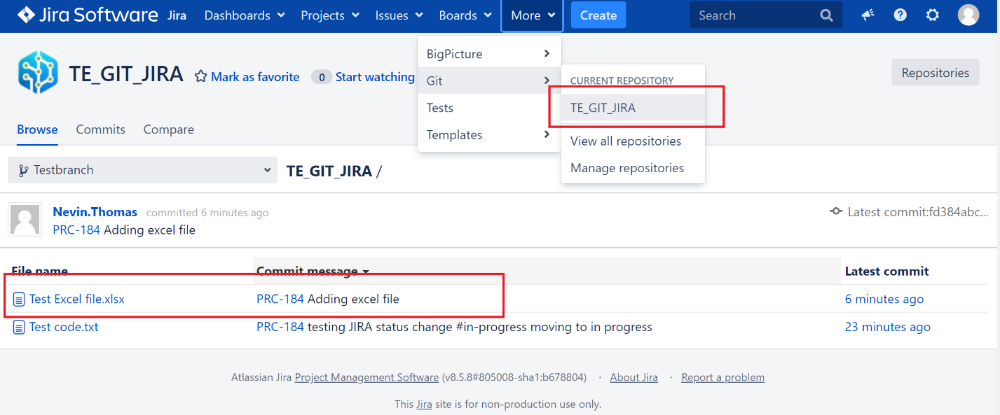 Jira Software Jira Dashboards Projects Issues Boards More Create Search
BigPicture
Git
Tests
Templates
CURRENT REPOSITORY
TE_GIT_JIRA
View all repositories
Manage repositories
TE_GIT_JIRA Mark as favorite 0 Start watching Repositories
Browse Commits Compare
Testbranch TE_GIT_JIRA /
Nevin.Thomas committed 6 minutes ago Latest commit:fd384abc...
PRC-184 Adding excel file
File name Commit message Latest commit
Test Excel file.xlsx PRC-184 Adding excel file 6 minutes ago
Test code.txt PRC-184 testing JIRA status change #in-progress moving to in progress 23 minutes ago
Atlassian Jira Project Management Software (v8.5.8#805008-sha1:b678804) · About Jira · Report a problem
This Jira site is for non-production use only.